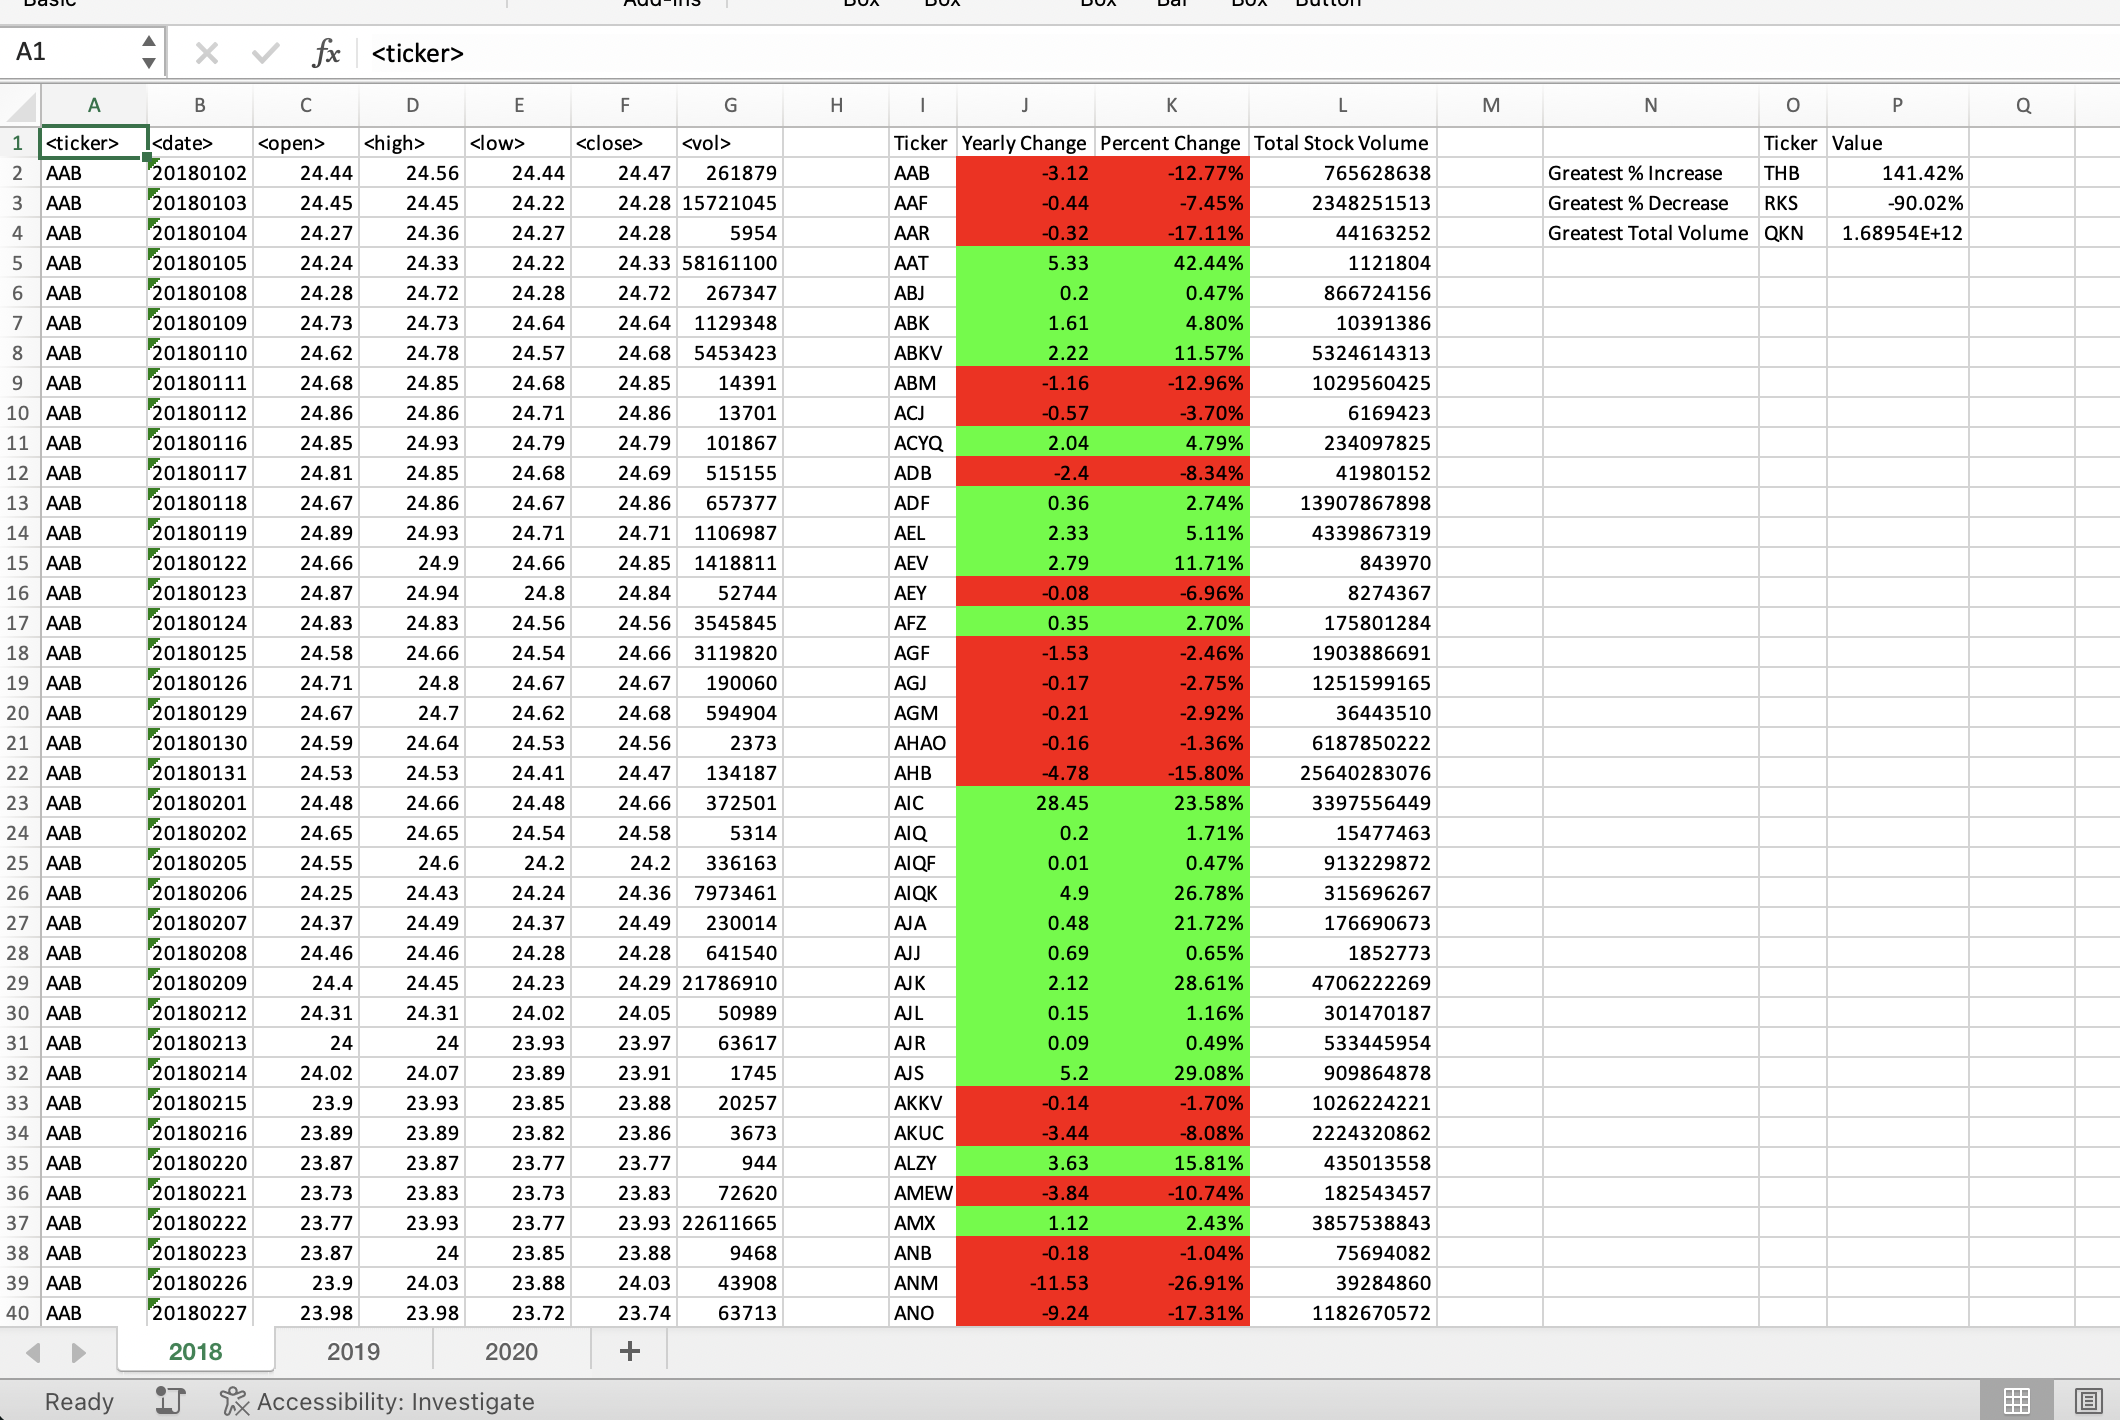 Basic Add-ins Box Box Box Bar Box Button
A1 fx <ticker>
A B C D E F G H I J K L M N O P Q
1 <ticker> <date> <open> <high> <low> <close> <vol> Ticker Yearly Change Percent Change Total Stock Volume Ticker Value
2 AAB 20180102 24.44 24.56 24.44 24.47 261879 AAB -3.12 -12.77% 765628638 Greatest % Increase THB 141.42%
3 AAB 20180103 24.45 24.45 24.22 24.28 15721045 AAF -0.44 -7.45% 2348251513 Greatest % Decrease RKS -90.02%
4 AAB 20180104 24.27 24.36 24.27 24.28 5954 AAR -0.32 -17.11% 44163252 Greatest Total Volume QKN 1.68954E+12
5 AAB 20180105 24.24 24.33 24.22 24.33 58161100 AAT 5.33 42.44% 1121804
6 AAB 20180108 24.28 24.72 24.28 24.72 267347 ABJ 0.2 0.47% 866724156
7 AAB 20180109 24.73 24.73 24.64 24.64 1129348 ABK 1.61 4.80% 10391386
8 AAB 20180110 24.62 24.78 24.57 24.68 5453423 ABKV 2.22 11.57% 5324614313
9 AAB 20180111 24.68 24.85 24.68 24.85 14391 ABM -1.16 -12.96% 1029560425
10 AAB 20180112 24.86 24.86 24.71 24.86 13701 ACJ -0.57 -3.70% 6169423
11 AAB 20180116 24.85 24.93 24.79 24.79 101867 ACYQ 2.04 4.79% 234097825
12 AAB 20180117 24.81 24.85 24.68 24.69 515155 ADB -2.4 -8.34% 41980152
13 AAB 20180118 24.67 24.86 24.67 24.86 657377 ADF 0.36 2.74% 13907867898
14 AAB 20180119 24.89 24.93 24.71 24.71 1106987 AEL 2.33 5.11% 4339867319
15 AAB 20180122 24.66 24.9 24.66 24.85 1418811 AEV 2.79 11.71% 843970
16 AAB 20180123 24.87 24.94 24.8 24.84 52744 AEY -0.08 -6.96% 8274367
17 AAB 20180124 24.83 24.83 24.56 24.56 3545845 AFZ 0.35 2.70% 175801284
18 AAB 20180125 24.58 24.66 24.54 24.66 3119820 AGF -1.53 -2.46% 1903886691
19 AAB 20180126 24.71 24.8 24.67 24.67 190060 AGJ -0.17 -2.75% 1251599165
20 AAB 20180129 24.67 24.7 24.62 24.68 594904 AGM -0.21 -2.92% 36443510
21 AAB 20180130 24.59 24.64 24.53 24.56 2373 AHAO -0.16 -1.36% 6187850222
22 AAB 20180131 24.53 24.53 24.41 24.47 134187 AHB -4.78 -15.80% 25640283076
23 AAB 20180201 24.48 24.66 24.48 24.66 372501 AIC 28.45 23.58% 3397556449
24 AAB 20180202 24.65 24.65 24.54 24.58 5314 AIQ 0.2 1.71% 15477463
25 AAB 20180205 24.55 24.6 24.2 24.2 336163 AIQF 0.01 0.47% 913229872
26 AAB 20180206 24.25 24.43 24.24 24.36 7973461 AIQK 4.9 26.78% 315696267
27 AAB 20180207 24.37 24.49 24.37 24.49 230014 AJA 0.48 21.72% 176690673
28 AAB 20180208 24.46 24.46 24.28 24.28 641540 AJJ 0.69 0.65% 1852773
29 AAB 20180209 24.4 24.45 24.23 24.29 21786910 AJK 2.12 28.61% 4706222269
30 AAB 20180212 24.31 24.31 24.02 24.05 50989 AJL 0.15 1.16% 301470187
31 AAB 20180213 24 24 23.93 23.97 63617 AJR 0.09 0.49% 533445954
32 AAB 20180214 24.02 24.07 23.89 23.91 1745 AJS 5.2 29.08% 909864878
33 AAB 20180215 23.9 23.93 23.85 23.88 20257 AKKV -0.14 -1.70% 1026224221
34 AAB 20180216 23.89 23.89 23.82 23.86 3673 AKUC -3.44 -8.08% 2224320862
35 AAB 20180220 23.87 23.87 23.77 23.77 944 ALZY 3.63 15.81% 435013558
36 AAB 20180221 23.73 23.83 23.73 23.83 72620 AMEW -3.84 -10.74% 182543457
37 AAB 20180222 23.77 23.93 23.77 23.93 22611665 AMX 1.12 2.43% 3857538843
38 AAB 20180223 23.87 24 23.85 23.88 9468 ANB -0.18 -1.04% 75694082
39 AAB 20180226 23.9 24.03 23.88 24.03 43908 ANM -11.53 -26.91% 39284860
40 AAB 20180227 23.98 23.98 23.72 23.74 63713 ANO -9.24 -17.31% 1182670572
2018 2019 2020 +
Ready Accessibility: Investigate